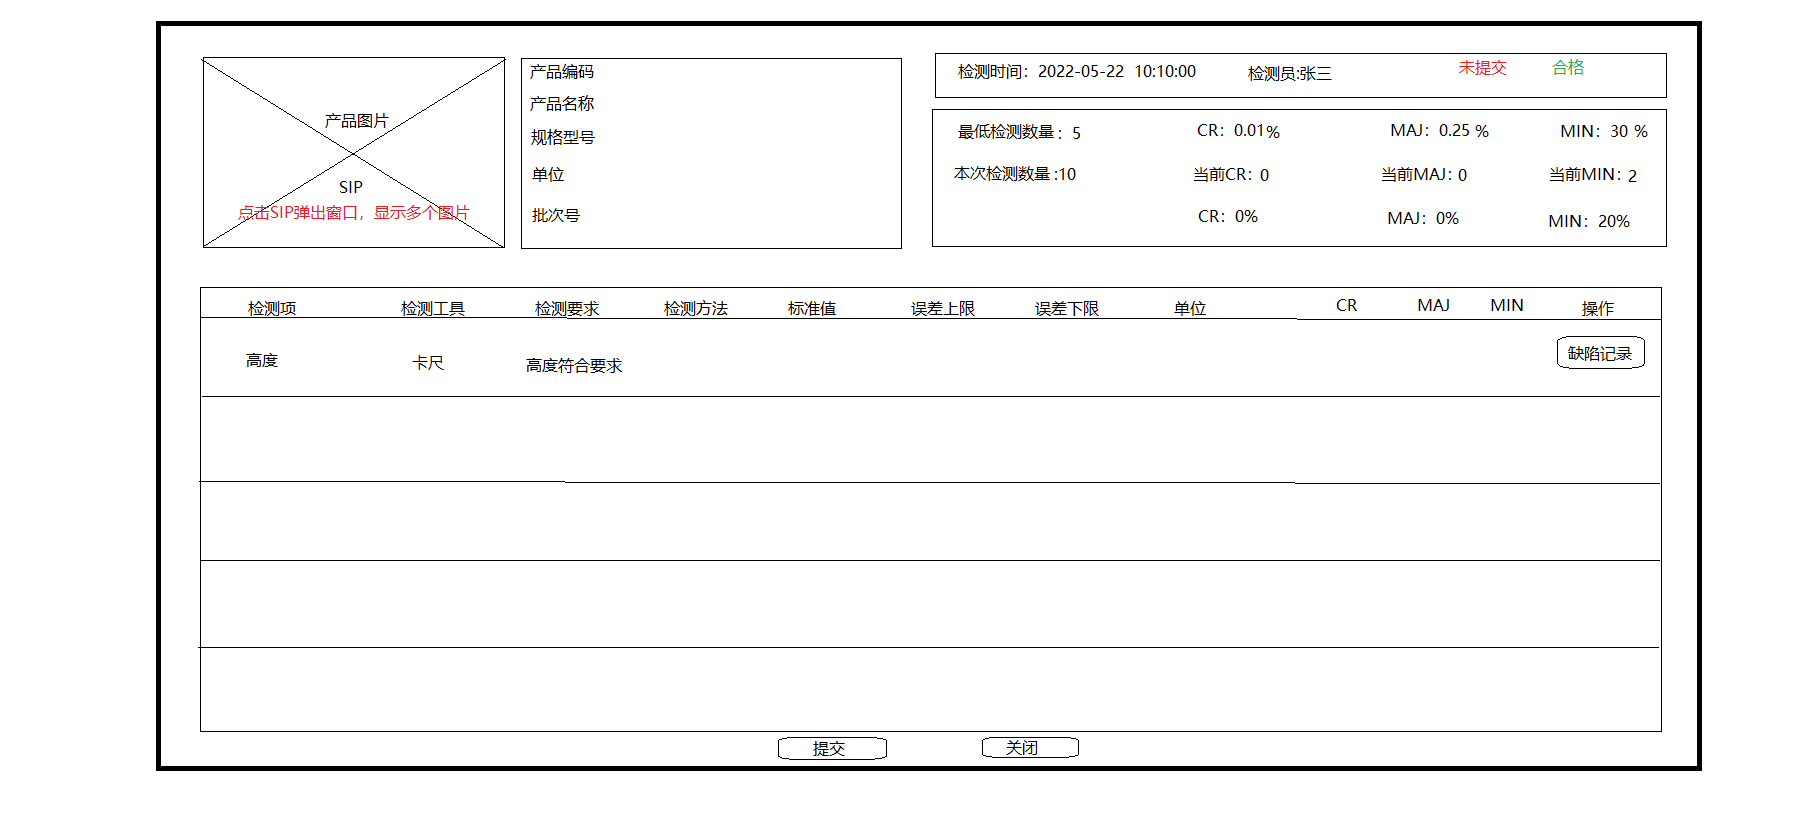 产品图片
SIP
点击SIP弹出窗口，显示多个图片
产品编码
产品名称
规格型号
单位
批次号
检测时间：2022-05-22 10:10:00 检测员:张三 未提交 合格
最低检测数量：5 CR：0.01% MAJ：0.25 % MIN：30 %
本次检测数量:10 当前CR：0 当前MAJ：0 当前MIN：2
CR：0% MAJ：0% MIN：20%
检测项 检测工具 检测要求 检测方法 标准值 误差上限 误差下限 单位 CR MAJ MIN 操作
高度 卡尺 高度符合要求 缺陷记录
提交 关闭